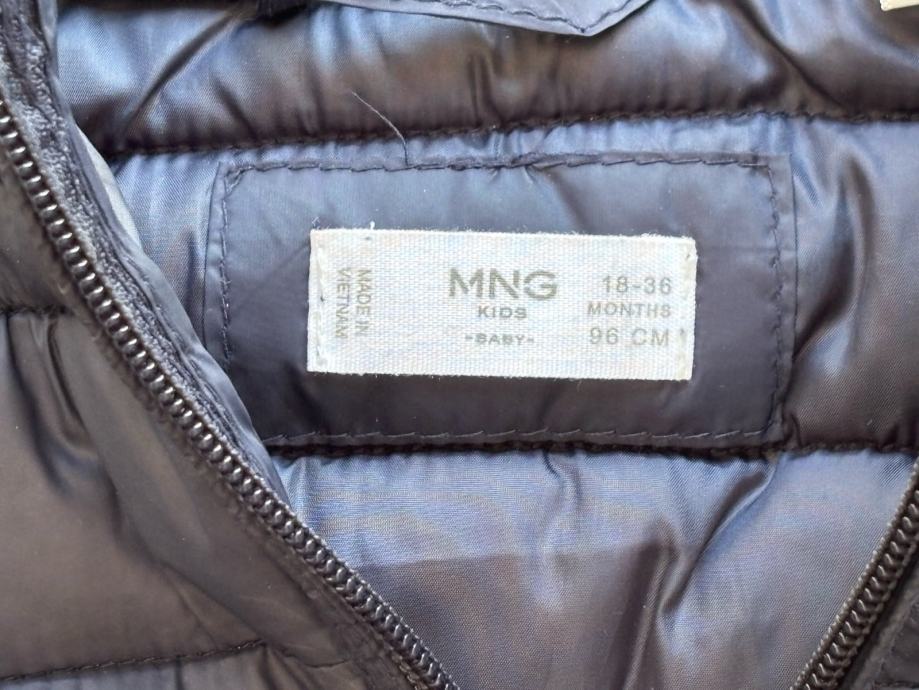 MADE IN
VIETNAM
MNG
KIDS
-BABY-
18-36
MONTHS
96 CM